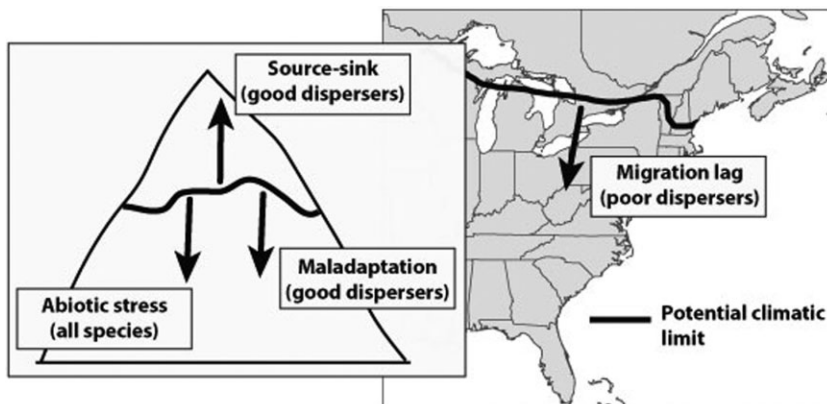 Source-sink
(good dispersers)
Migration lag
(poor dispersers)
Maladaptation
(good dispersers)
Abiotic stress
(all species)
Potential climatic
limit